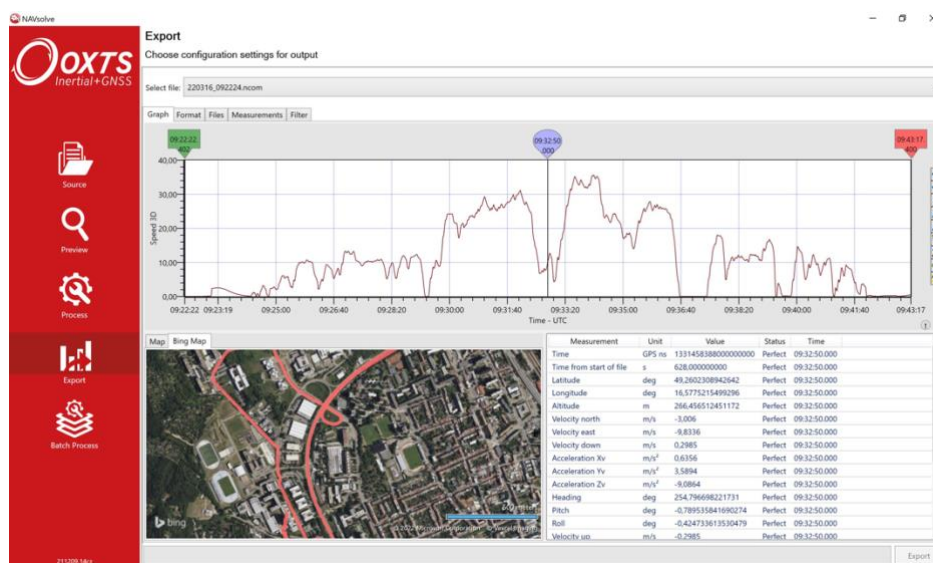 NAVsolve
OXTS
Inertial+GNSS
Source
Preview
Process
Export
Batch Process
211209.14cs
Export
Choose configuration settings for output
Select file: 220316_092224.ncom
Graph Format Files Measurements Filter
09:22:22 .402
09:32:50 .000
09:43:17 .400
40,00
30,00
20,00
10,00
0,00
Speed 3D
09:22:22 09:23:19 09:25:00 09:26:40 09:28:20 09:30:00 09:31:40 09:33:20 09:35:00 09:36:40 09:38:20 09:40:00 09:41:40 09:43:17
Time - UTC
Map Bing Map
bing
© 2022 Microsoft Corporation
Measurement Unit Value Status Time
Time GPS ns 1331458388000000000 Perfect 09:32:50.000
Time from start of file s 628,000000000 Perfect 09:32:50.000
Latitude deg 49,2602308942642 Perfect 09:32:50.000
Longitude deg 16,5775215499296 Perfect 09:32:50.000
Altitude m 266,456512451172 Perfect 09:32:50.000
Velocity north m/s -3,006 Perfect 09:32:50.000
Velocity east m/s -9,8336 Perfect 09:32:50.000
Velocity down m/s 0,2985 Perfect 09:32:50.000
Acceleration Xv m/s² 0,6356 Perfect 09:32:50.000
Acceleration Yv m/s² 3,5894 Perfect 09:32:50.000
Acceleration Zv m/s² -9,0864 Perfect 09:32:50.000
Heading deg 254,796698221731 Perfect 09:32:50.000
Pitch deg -0,789535841690274 Perfect 09:32:50.000
Roll deg -0,424733613530479 Perfect 09:32:50.000
Velocity up m/s -0,2985 Perfect 09:32:50.000
Export